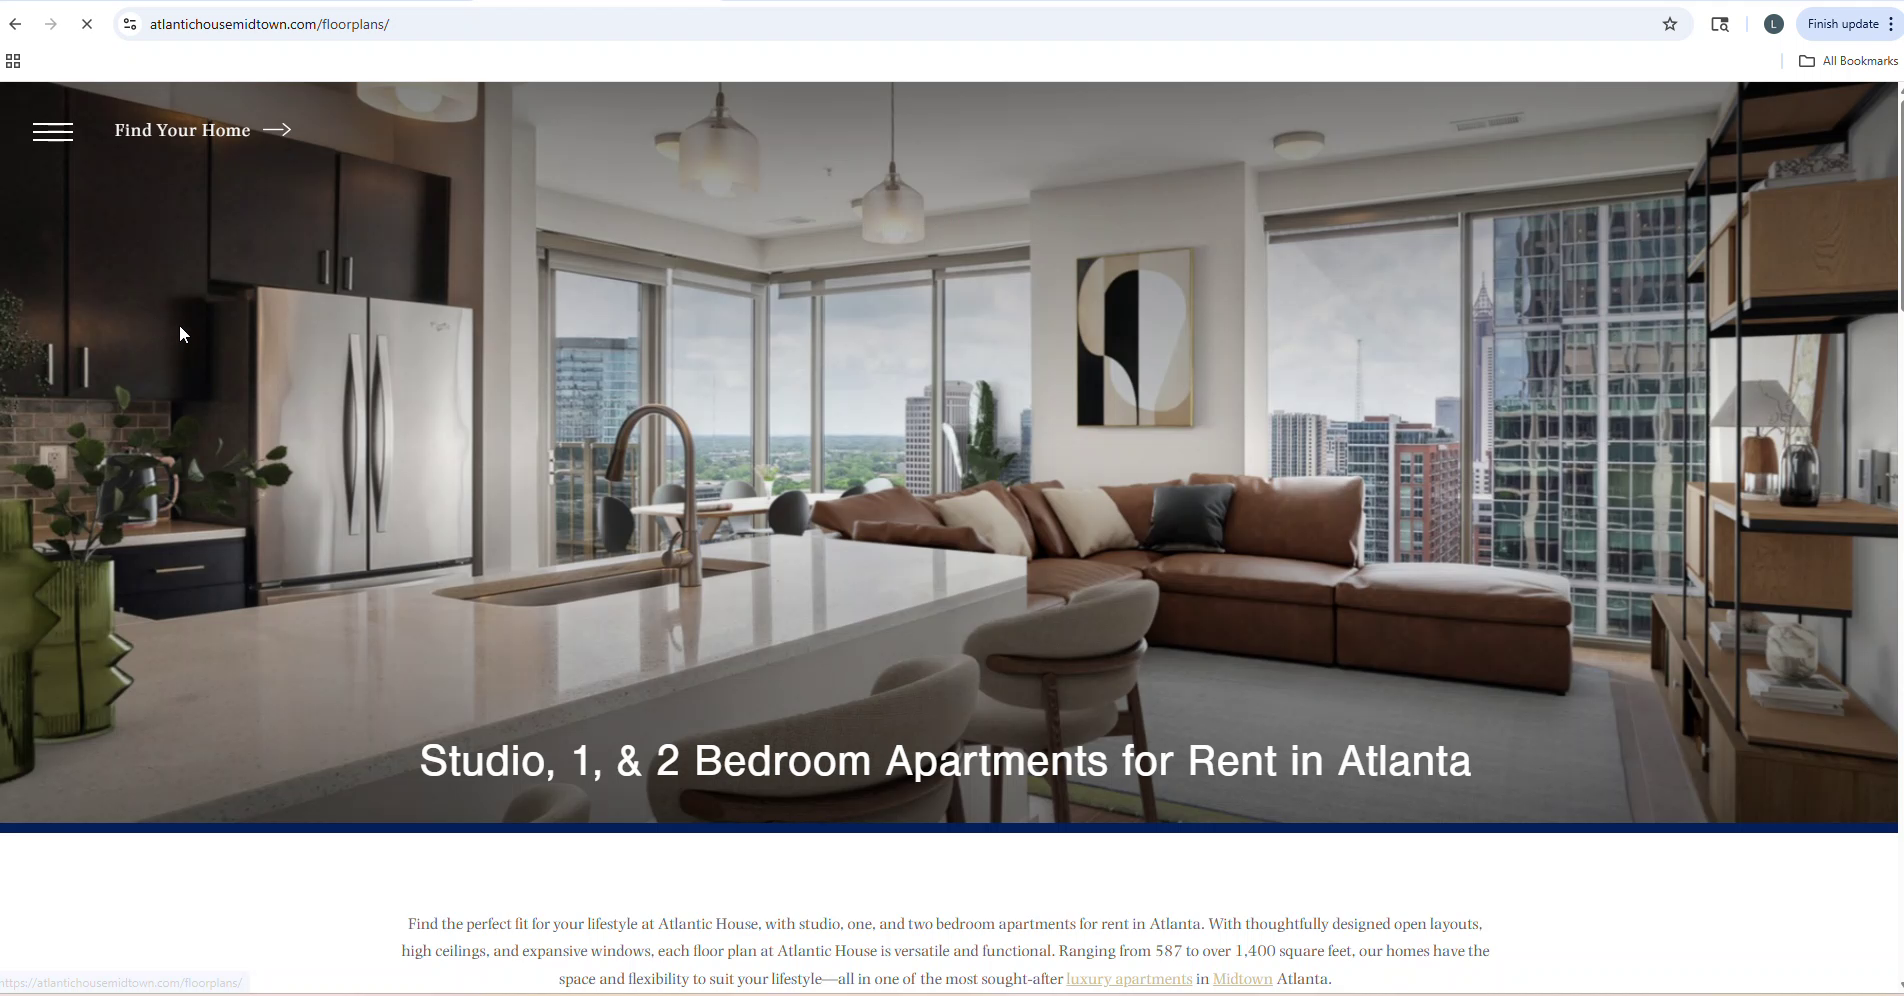 atlantichousemidtown.com/floorplans/
L
Finish update
All Bookmarks
Find Your Home
Studio, 1, & 2 Bedroom Apartments for Rent in Atlanta
Find the perfect fit for your lifestyle at Atlantic House, with studio, one, and two bedroom apartments for rent in Atlanta. With thoughtfully designed open layouts,
high ceilings, and expansive windows, each floor plan at Atlantic House is versatile and functional. Ranging from 587 to over 1,400 square feet, our homes have the
space and flexibility to suit your lifestyle—all in one of the most sought-after luxury apartments in Midtown Atlanta.
https://atlantichousemidtown.com/floorplans/